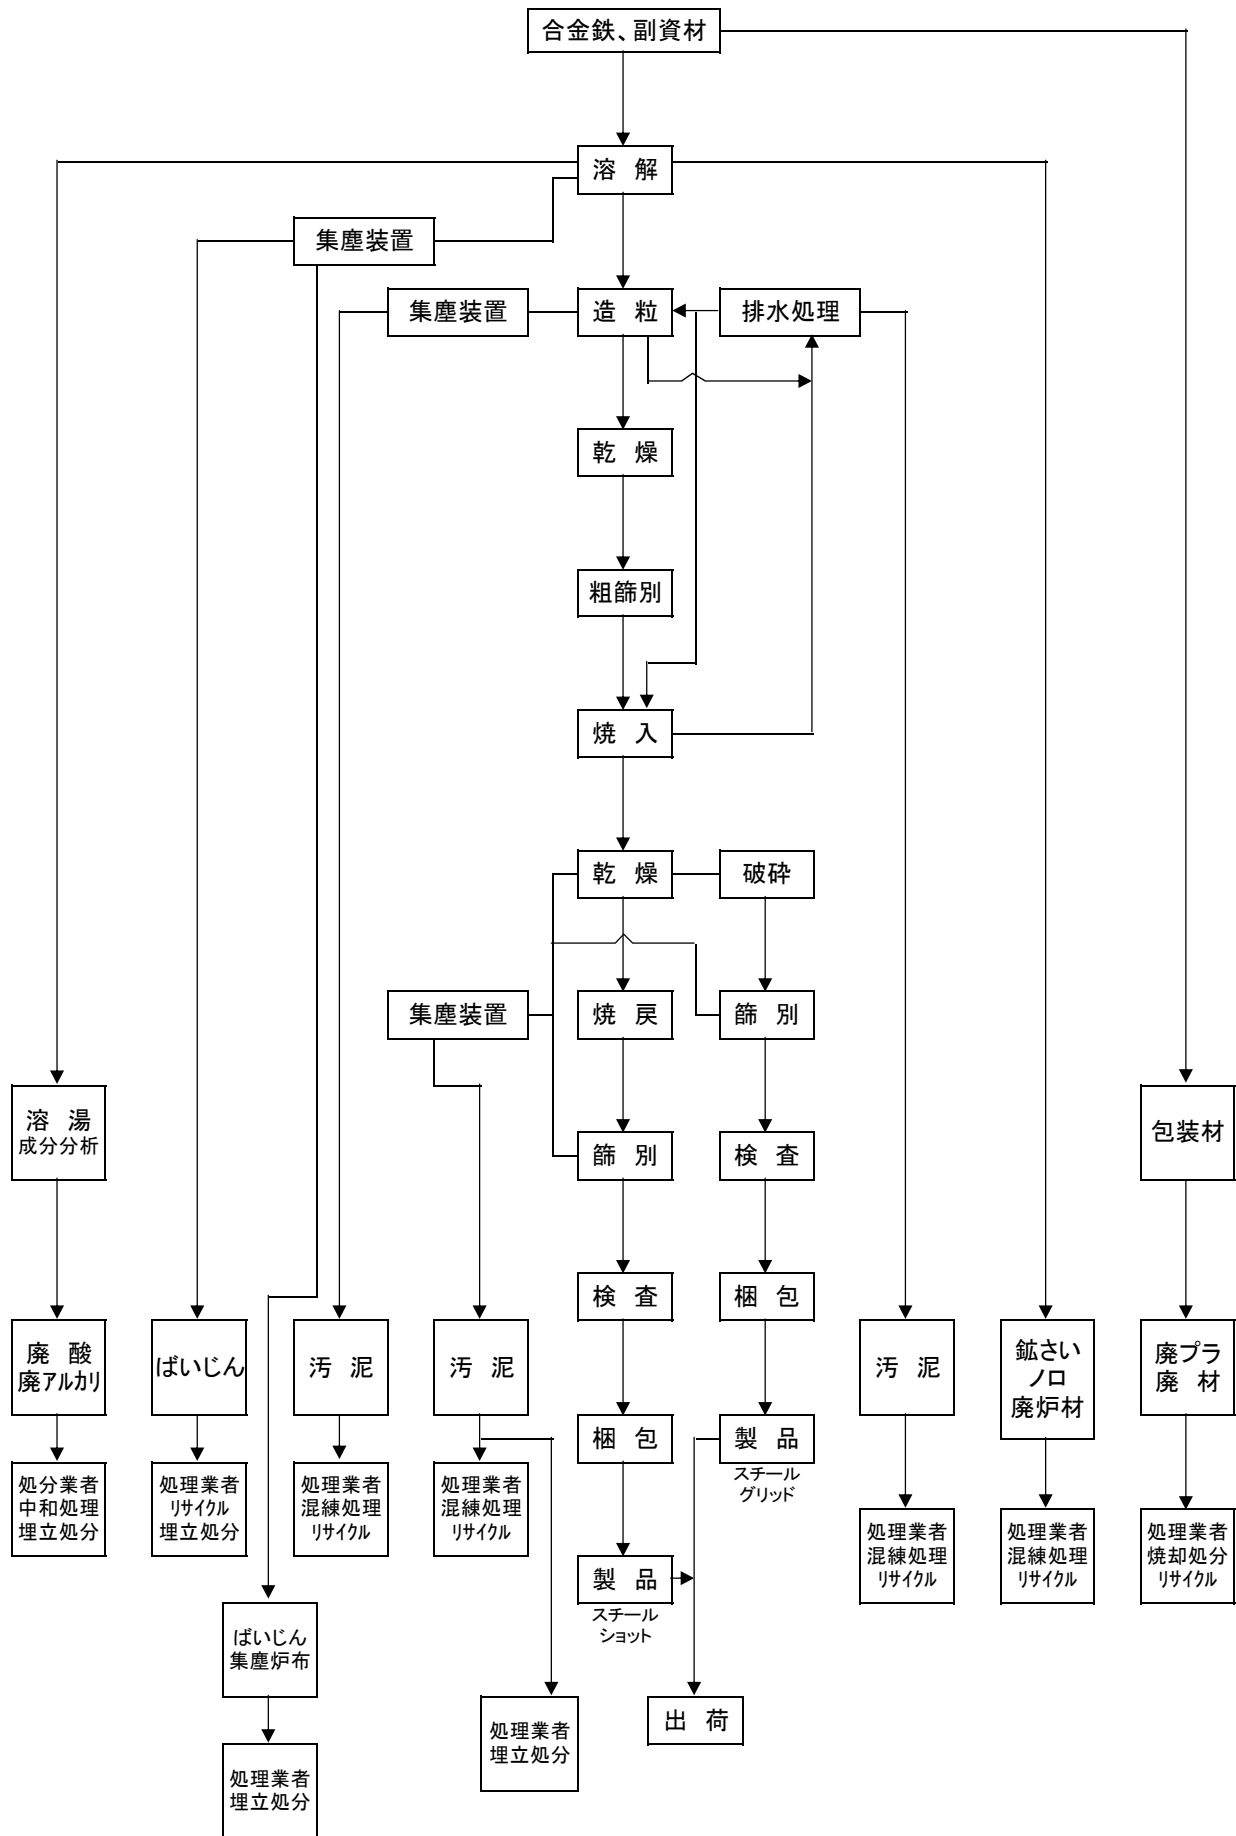 合金鉄、副資材
溶 解
集塵装置
集塵装置
造 粒
排水処理
乾 燥
粗篩別
焼 入
乾 燥
破砕
集塵装置
焼 戻
篩 別
溶 湯
成分分析
篩 別
検 査
包装材
検 査
梱 包
廃 酸
廃アルカリ
ばいじん
汚 泥
汚 泥
汚 泥
鉱さい
ノロ
廃炉材
廃プラ
廃 材
梱 包
製 品
スチール
グリッド
処分業者
中和処理
埋立処分
処理業者
リサイクル
埋立処分
処理業者
混練処理
リサイクル
処理業者
混練処理
リサイクル
処理業者
混練処理
リサイクル
処理業者
混練処理
リサイクル
処理業者
焼却処分
リサイクル
製 品
スチール
ショット
ばいじん
集塵炉布
処理業者
埋立処分
出 荷
処理業者
埋立処分